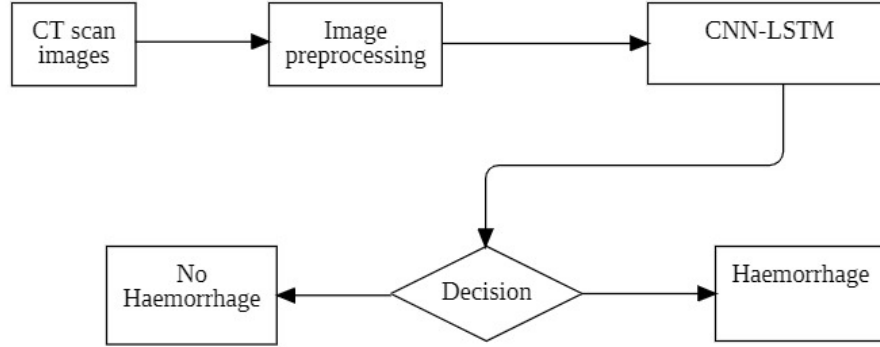 CT scan
images
Image
preprocessing
CNN-LSTM
No
Haemorrhage
Decision
Haemorrhage